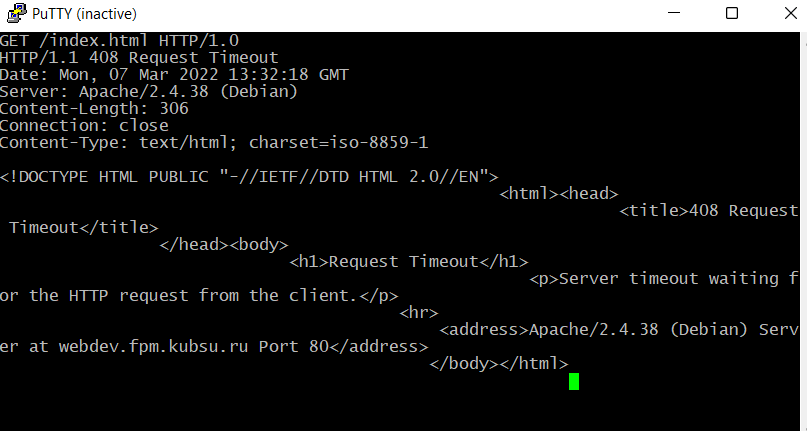 PuTTY (inactive)
GET /index.html HTTP/1.0
HTTP/1.1 408 Request Timeout
Date: Mon, 07 Mar 2022 13:32:18 GMT
Server: Apache/2.4.38 (Debian)
Content-Length: 306
Connection: close
Content-Type: text/html; charset=iso-8859-1
<!DOCTYPE HTML PUBLIC "-//IETF//DTD HTML 2.0//EN">
<html><head>
<title>408 Request
Timeout</title>
</head><body>
<h1>Request Timeout</h1>
<p>Server timeout waiting f
or the HTTP request from the client.</p>
<hr>
<address>Apache/2.4.38 (Debian) Serv
er at webdev.fpm.kubsu.ru Port 80</address>
</body></html>